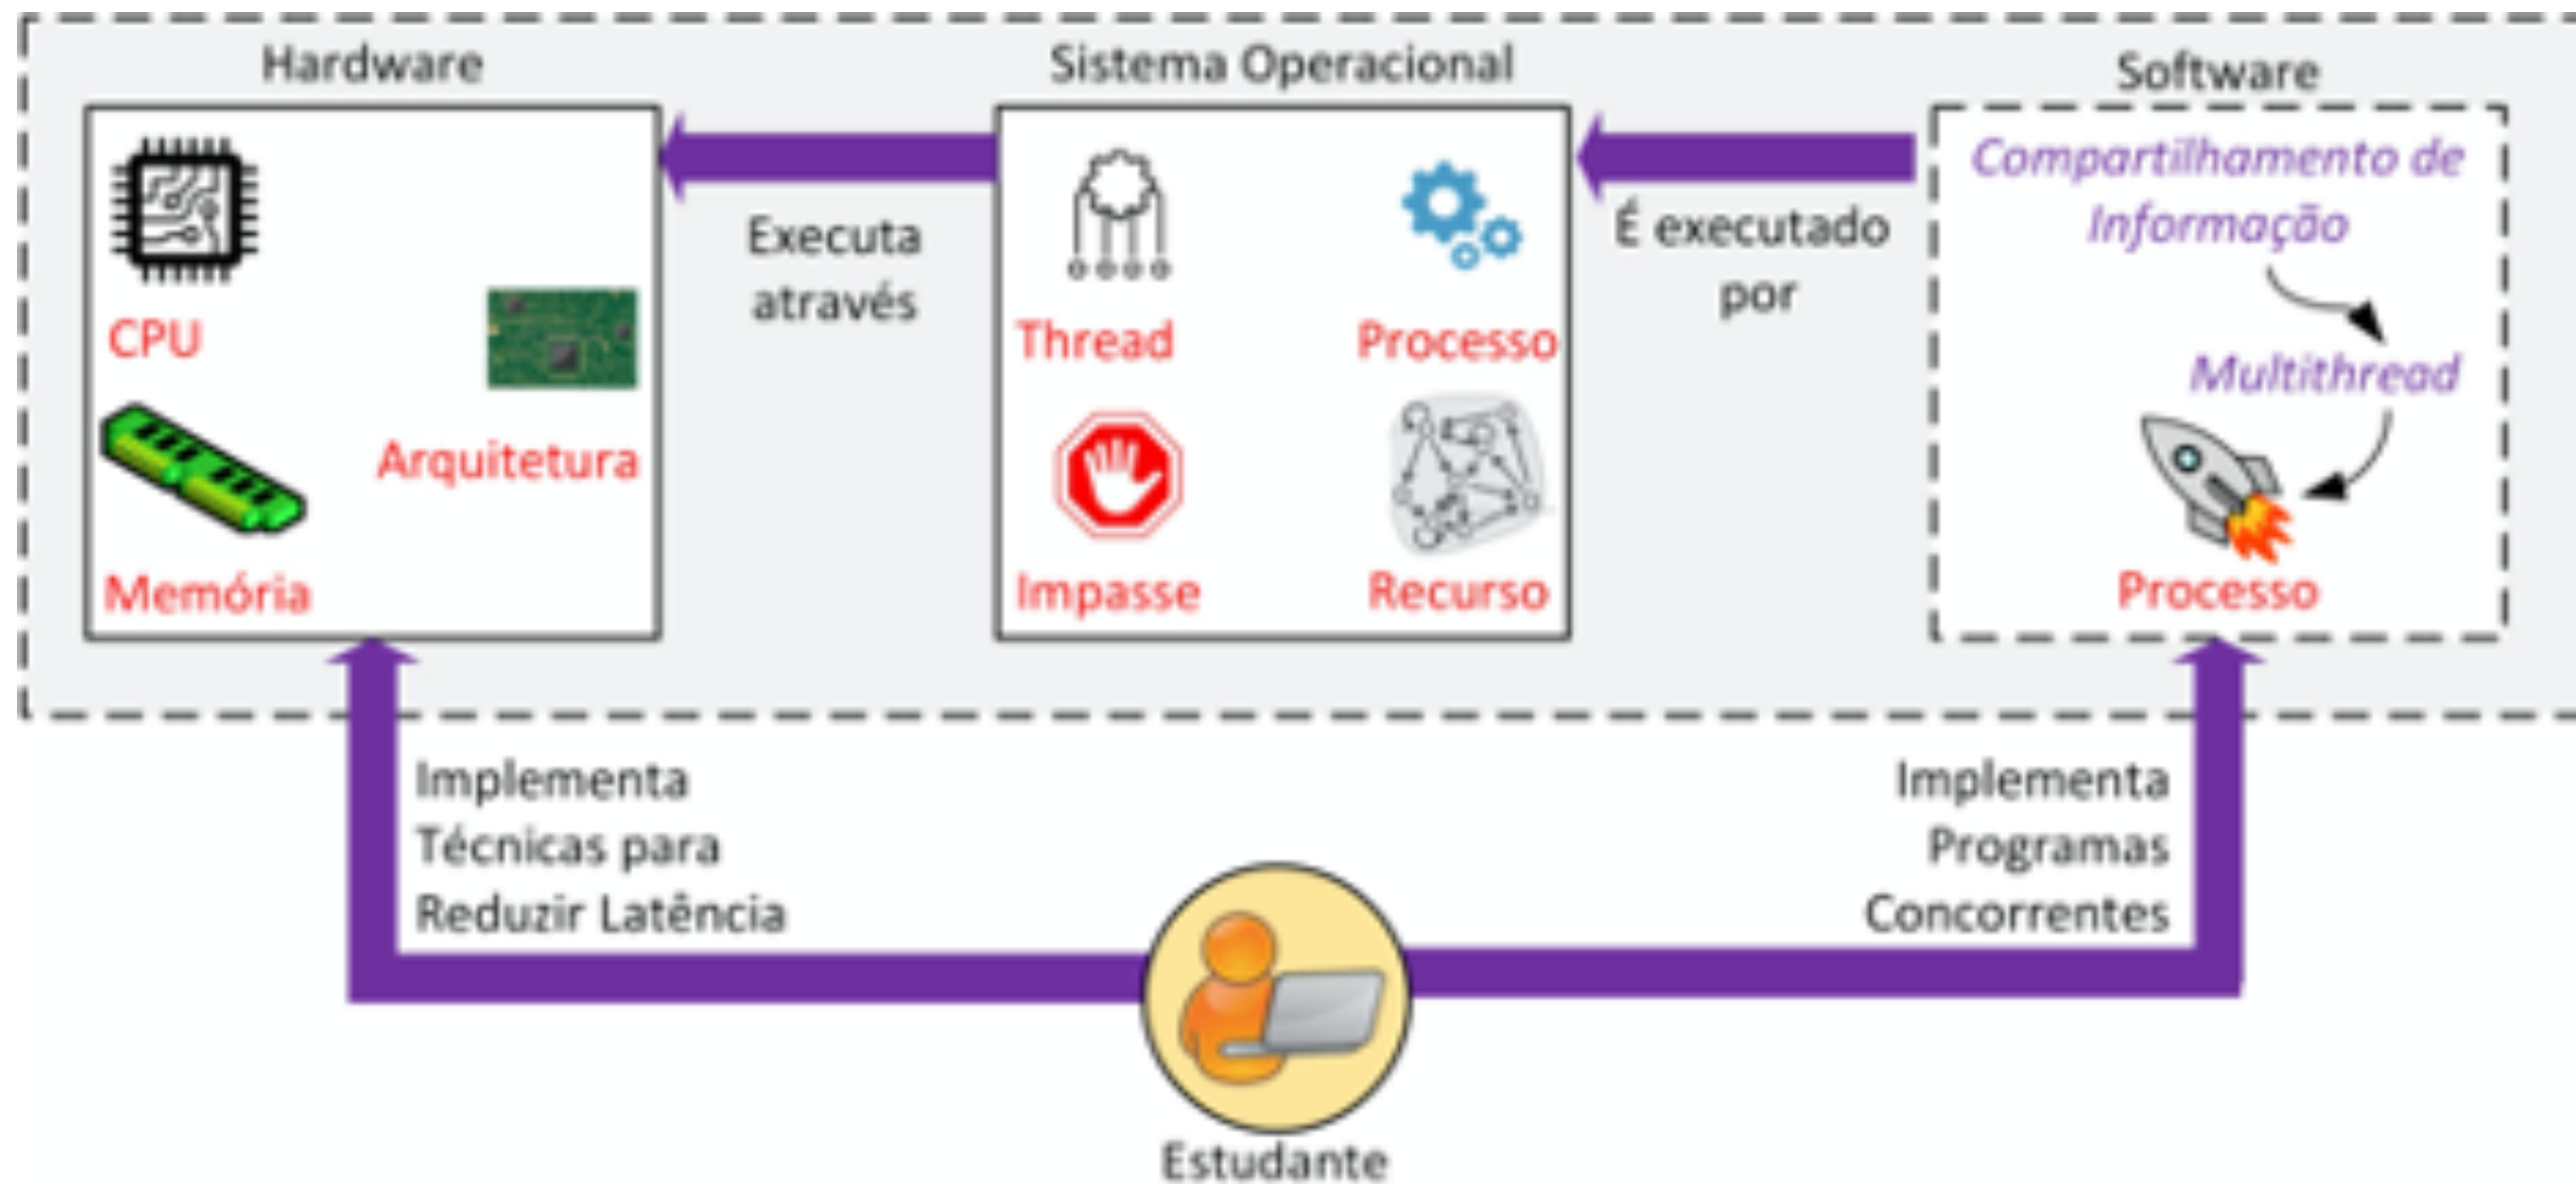 Hardware
Sistema Operacional
Software
CPU
Arquitetura
Memória
Executa
através
Thread
Processo
Impasse
Recurso
É executado
por
Compartilhamento de
Informação
Multithread
Processo
Implementa
Técnicas para
Reduzir Latência
Implementa
Programas
Concorrentes
Estudante